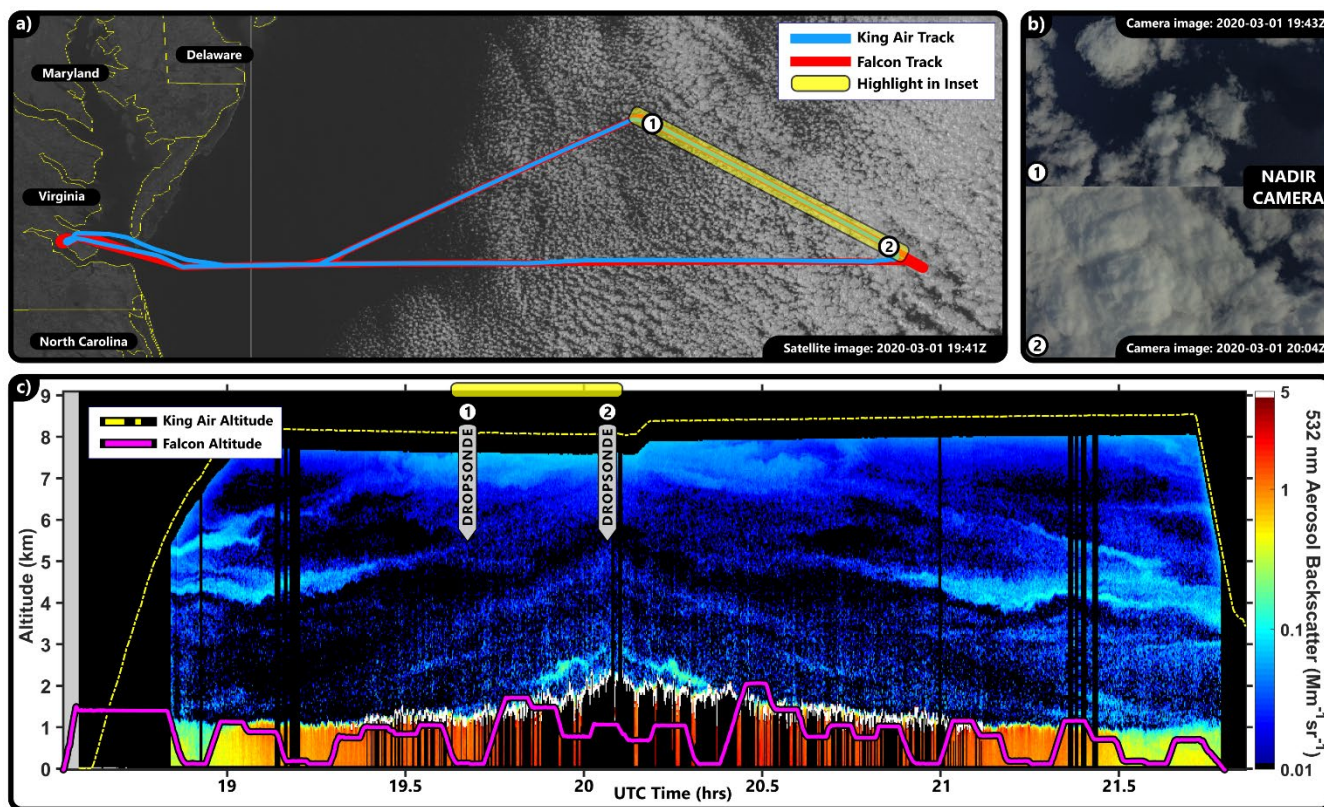 a)
Delaware
Maryland
Virginia
North Carolina
King Air Track
Falcon Track
Highlight in Inset
1
2
Satellite image: 2020-03-01 19:41Z
b)
Camera image: 2020-03-01 19:43Z
1
NADIR
CAMERA
2
Camera image: 2020-03-01 20:04Z
c)
King Air Altitude
Falcon Altitude
1
2
DROPSONDE
DROPSONDE
Altitude (km)
9
8
7
6
5
4
3
2
1
0
19
19.5
20
20.5
21
21.5
UTC Time (hrs)
5
1
0.1
0.01
532 nm Aerosol Backscatter (Mm⁻¹ sr⁻¹)